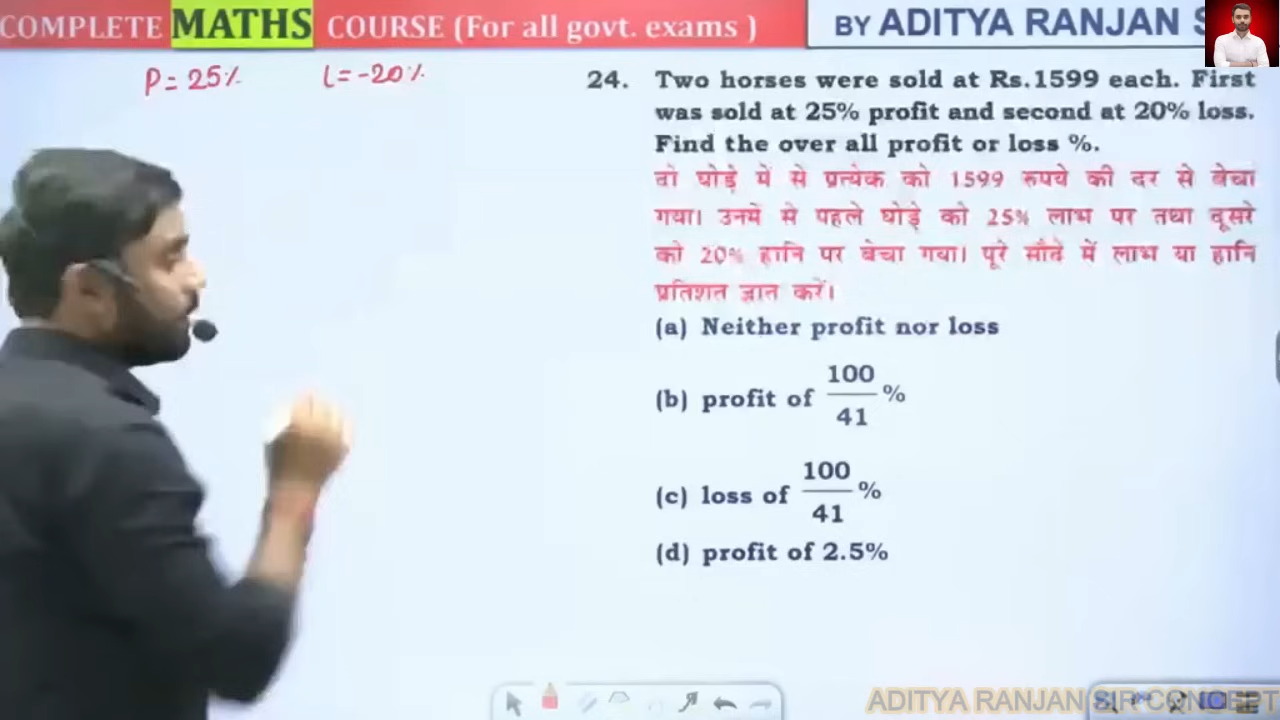 COMPLETE MATHS COURSE (For all govt. exams )
BY ADITYA RANJAN S
P = 25%
l = -20%
24. Two horses were sold at Rs.1599 each. First
was sold at 25% profit and second at 20% loss.
Find the over all profit or loss %.
दो घोड़े में से प्रत्येक को 1599 रुपये की दर से बेचा
गया। उनमें से पहले घोड़े को 25% लाभ पर तथा दूसरे
को 20% हानि पर बेचा गया। पूरे सौदे में लाभ या हानि
प्रतिशत ज्ञात करें।
(a) Neither profit nor loss
(b) profit of 100/41 %
(c) loss of 100/41 %
(d) profit of 2.5%
ADITYA RANJAN SIR CONCEPT